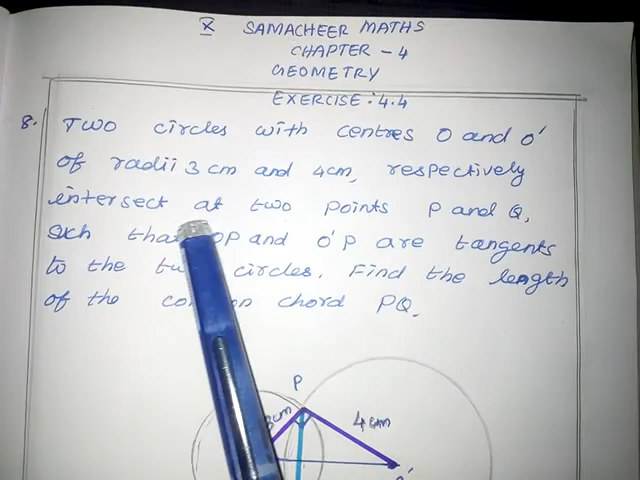 X SAMACHEER MATHS
CHAPTER - 4
GEOMETRY
EXERCISE : 4.4
8. Two circles with centres O and O'
of radii 3 cm and 4cm, respectively
intersect at two points P and Q,
such OP and O'P are tangents
to the circles. Find the length
of the chord PQ.
P
cm 4cm